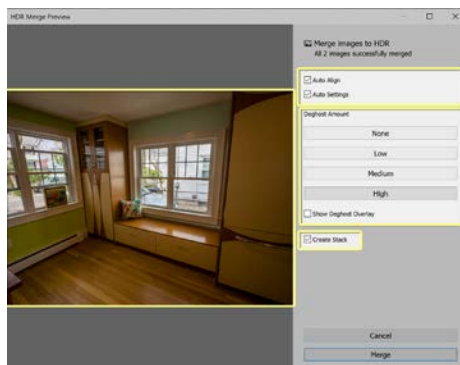 HDR Merge Preview
Merge images to HDR
All 2 images successfully merged
Auto Align
Auto Settings
Deghost Amount
None
Low
Medium
High
Show Deghost Overlay
Create Stack
Cancel
Merge